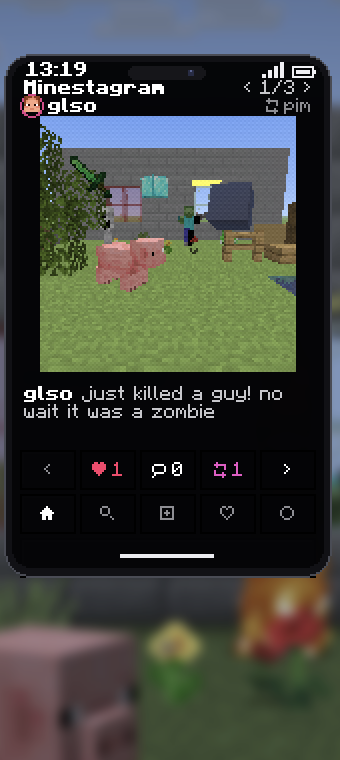 13:19
Minestagram < 1/3 >
glso pim
glso just killed a guy! no
wait it was a zombie
1 0 1